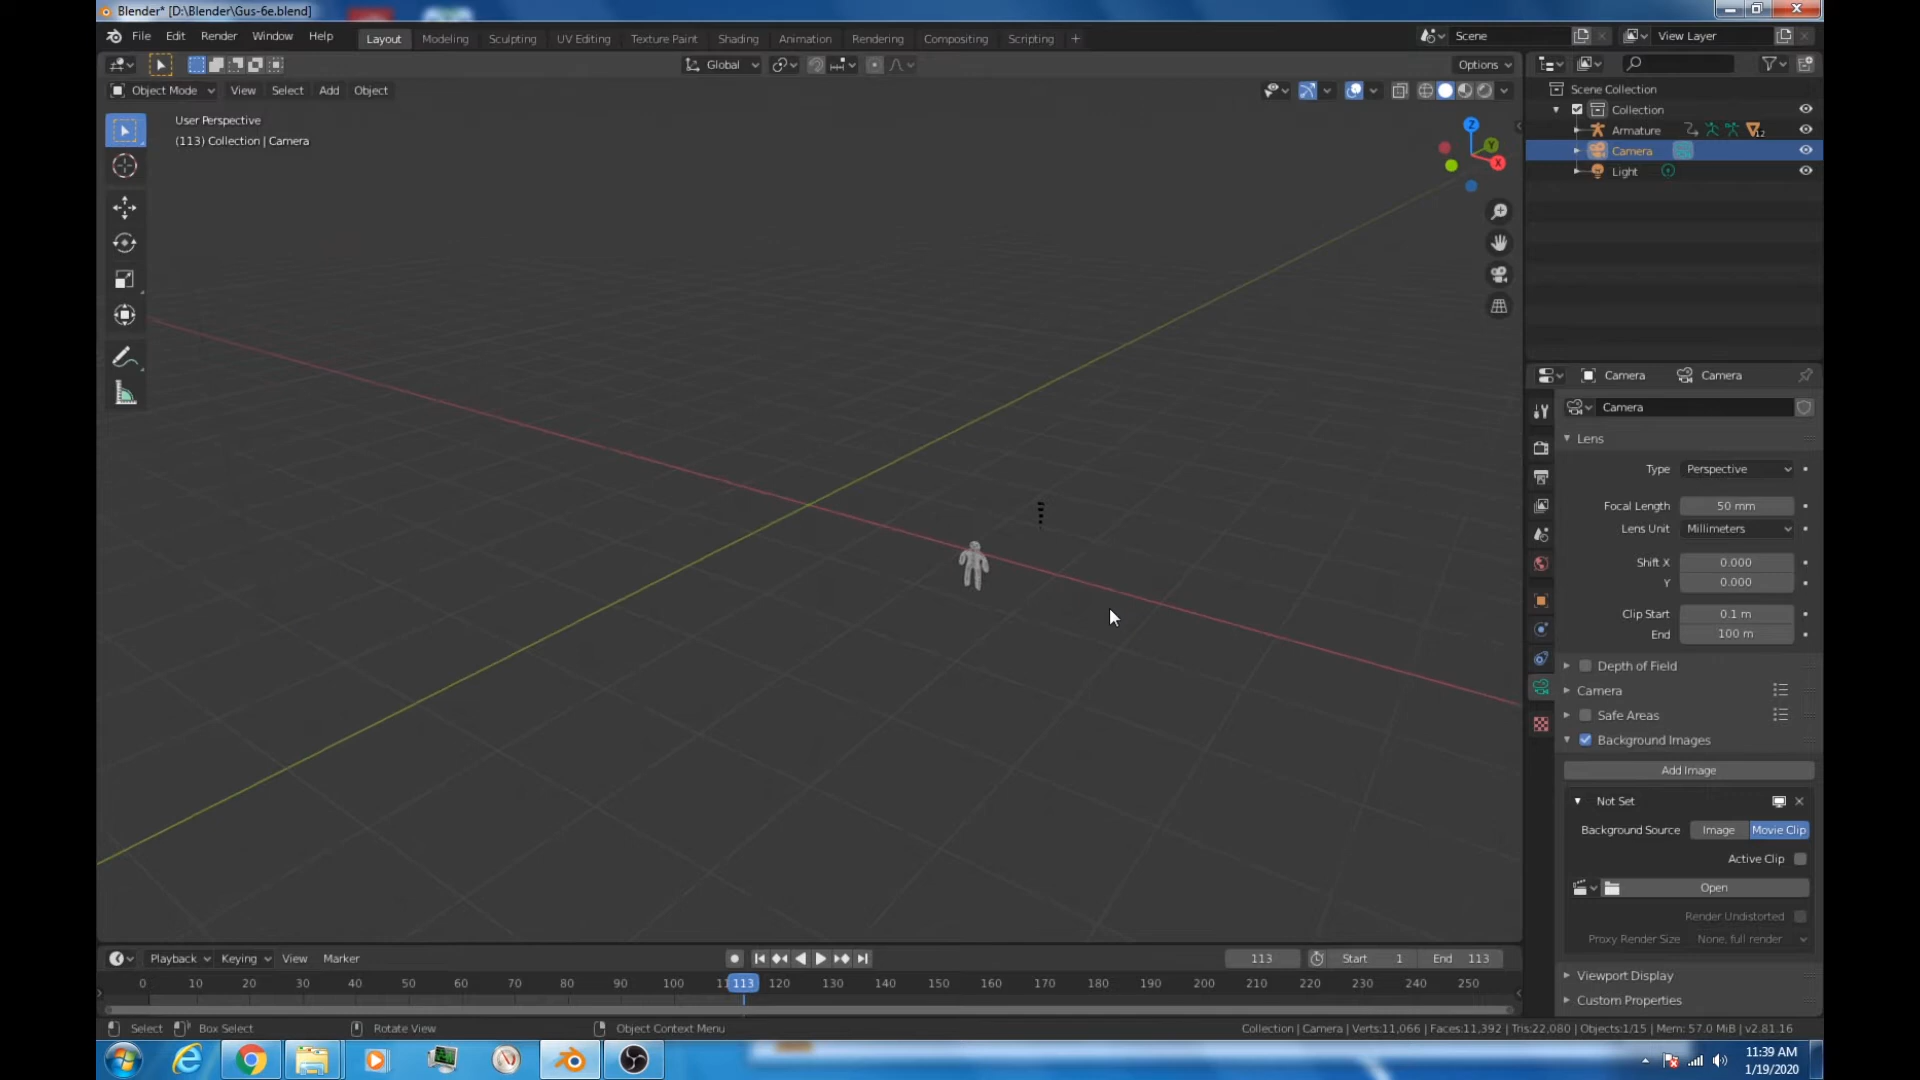 Blender* [D:\Blender\Gus-6e.blend]
File Edit Render Window Help Layout Modeling Sculpting UV Editing Texture Paint Shading Animation Rendering Compositing Scripting + Scene View Layer
Global Options
Object Mode View Select Add Object
User Perspective
(113) Collection | Camera
Z
Y
X
Scene Collection
Collection
Armature 12
Camera
Light
Camera Camera
Camera
Lens
Type Perspective
Focal Length 50 mm
Lens Unit Millimeters
Shift X 0.000
Y 0.000
Clip Start 0.1 m
End 100 m
Depth of Field
Camera
Safe Areas
Background Images
Add Image
Not Set
Background Source Image Movie Clip
Active Clip
Open
Render Undistorted
Proxy Render Size None, full render
Viewport Display
Custom Properties
Playback Keying View Marker 113 Start 1 End 113
0 10 20 30 40 50 60 70 80 90 100 11 113 120 130 140 150 160 170 180 190 200 210 220 230 240 250
Select Box Select Rotate View Object Context Menu Collection | Camera | Verts:11,066 | Faces:11,392 | Tris:22,080 | Objects:1/15 | Mem: 57.0 MiB | v2.81.16
11:39 AM
1/19/2020